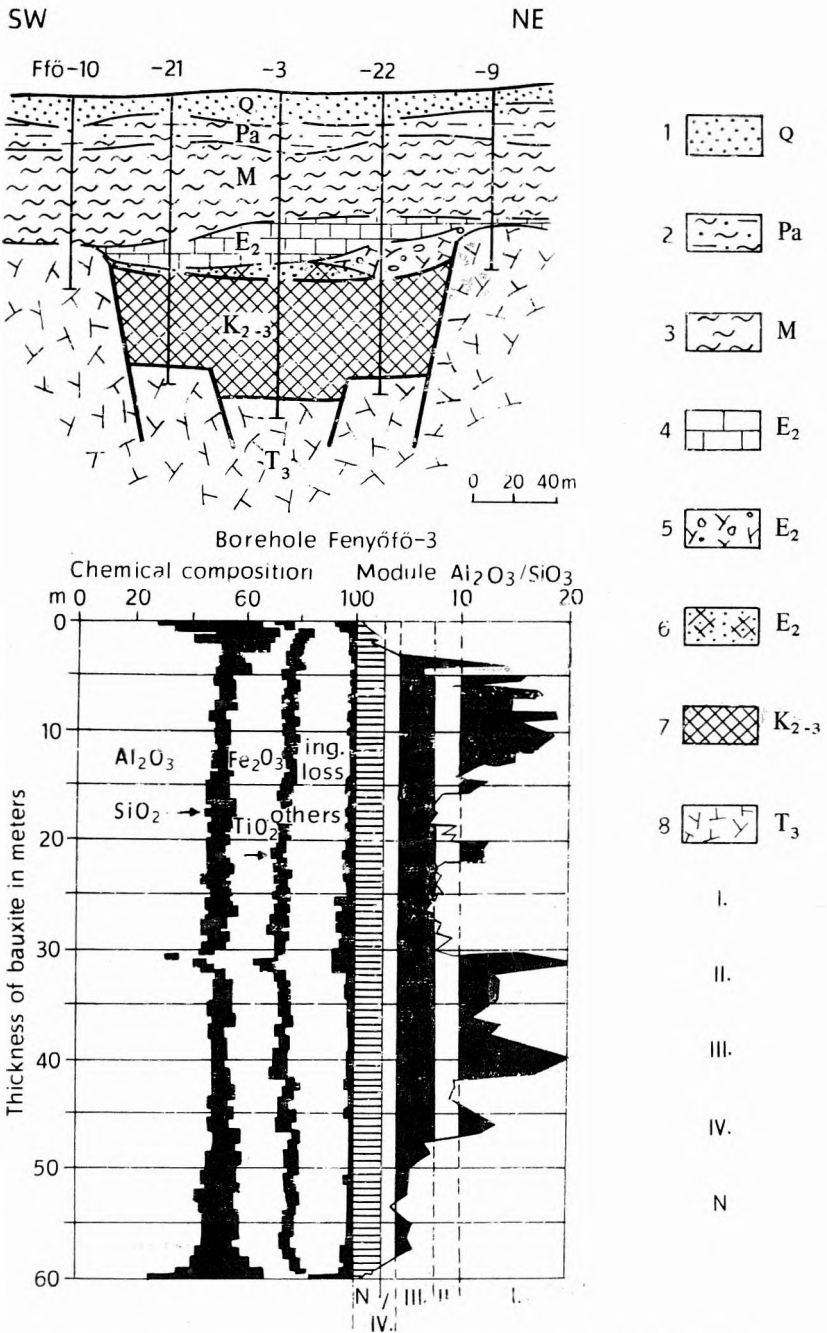 SW NE
Ffö-10 -21 -3 -22 -9
Q
Pa
M
E₂
K₂₋₃
T₃
0 20 40m
1 Q
2 Pa
3 M
4 E₂
5 E₂
6 E₂
7 K₂₋₃
8 T₃
I.
II.
III.
IV.
N
Borehole Fenyőfö-3
Chemical composition Module Al₂O₃/SiO₃
m 0 20 60 100 10 20
0
10
Al₂O₃ Fe₂O₃ ing.
loss
SiO₂ TiO₂ others
20
30
40
50
60
Thickness of bauxite in meters
N / III. II I.
IV.